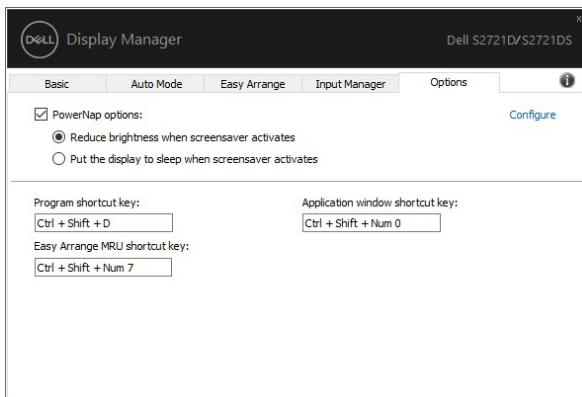 DELL Display Manager Dell S2721D/S2721DS
Basic Auto Mode Easy Arrange Input Manager Options
PowerNap options: Configure
Reduce brightness when screensaver activates
Put the display to sleep when screensaver activates
Program shortcut key: Application window shortcut key:
Ctrl + Shift + D Ctrl + Shift + Num 0
Easy Arrange MRU shortcut key:
Ctrl + Shift + Num 7